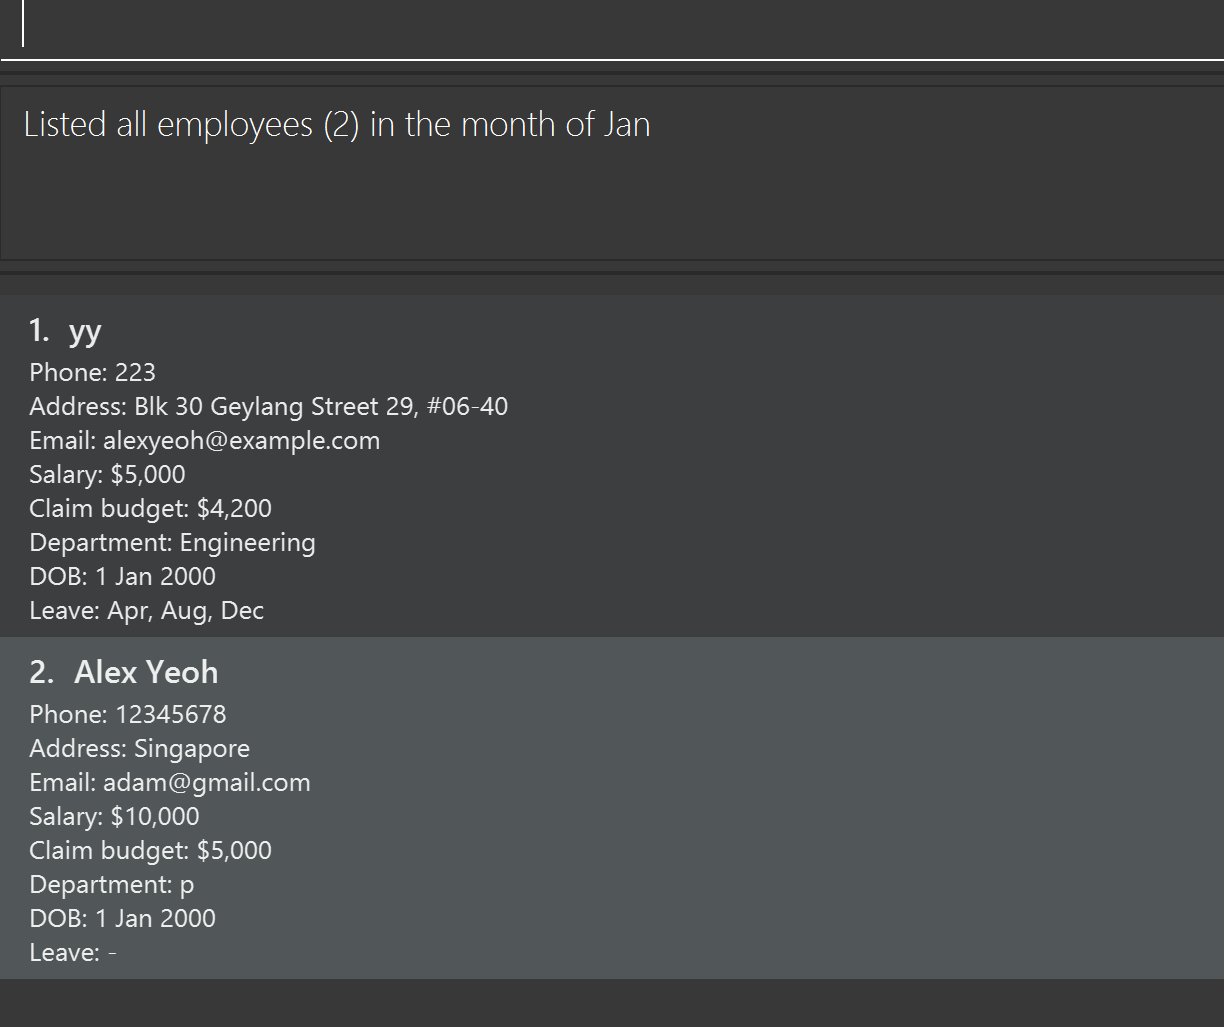 Listed all employees (2) in the month of Jan
1. yy
Phone: 223
Address: Blk 30 Geylang Street 29, #06-40
Email: alexyeoh@example.com
Salary: $5,000
Claim budget: $4,200
Department: Engineering
DOB: 1 Jan 2000
Leave: Apr, Aug, Dec
2. Alex Yeoh
Phone: 12345678
Address: Singapore
Email: adam@gmail.com
Salary: $10,000
Claim budget: $5,000
Department: p
DOB: 1 Jan 2000
Leave: -